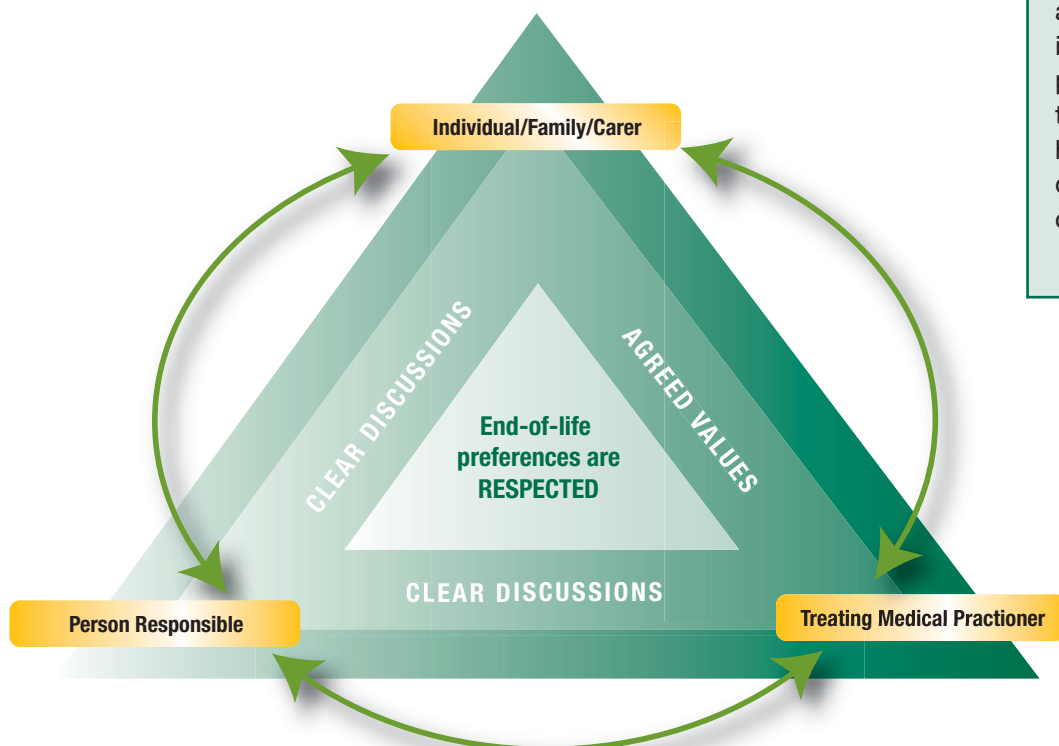 Individual/Family/Carer
CLEAR DISCUSSIONS
AGREED VALUES
End-of-life
preferences are
RESPECTED
CLEAR DISCUSSIONS
Person Responsible
Treating Medical Practioner